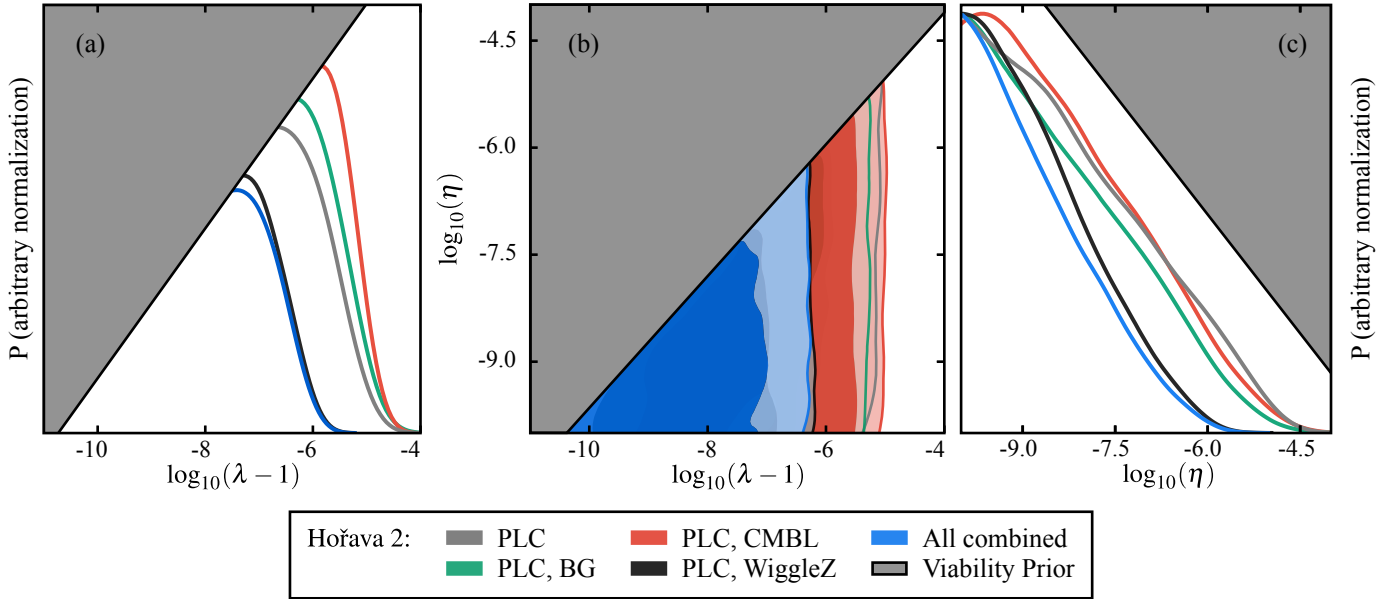 (a)
P (arbitrary normalization)
-10 -8 -6 -4
log₁₀(λ − 1)
(b)
log₁₀(η)
-4.5
-6.0
-7.5
-9.0
-10 -8 -6 -4
log₁₀(λ − 1)
(c)
P (arbitrary normalization)
-9.0 -7.5 -6.0 -4.5
log₁₀(η)
Hořava 2: PLC PLC, CMBL All combined
PLC, BG PLC, WiggleZ Viability Prior